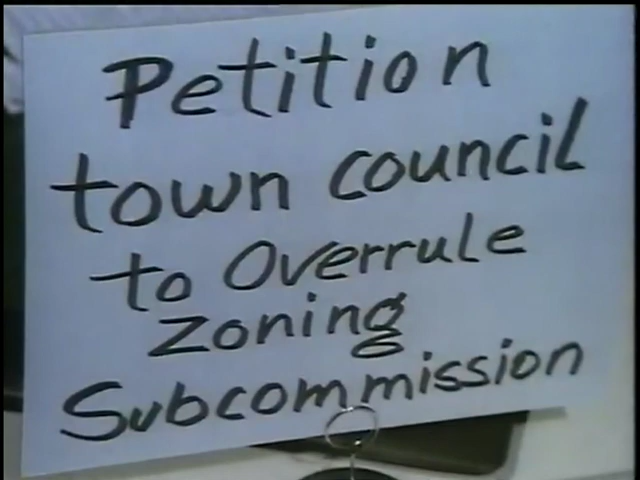 Petition
town council
to Overrule
Zoning
Subcommission